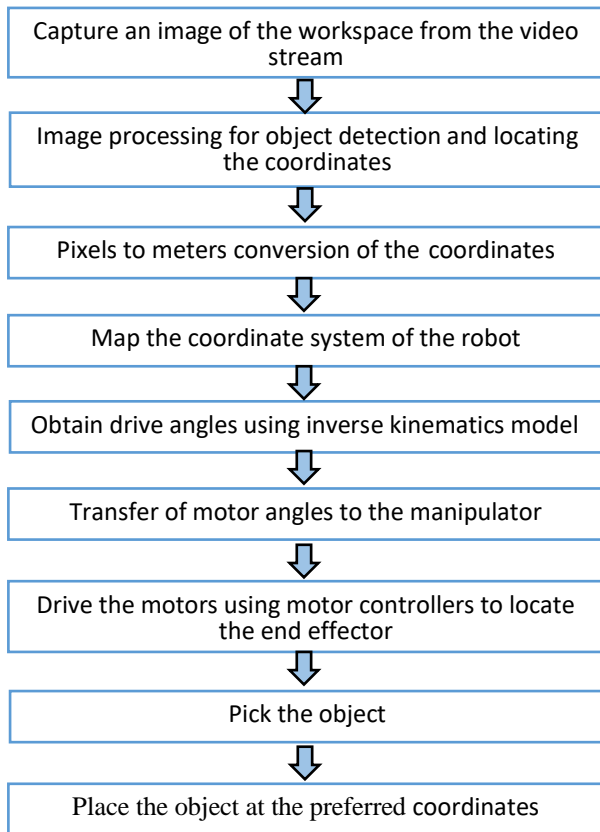 Capture an image of the workspace from the video
stream
Image processing for object detection and locating
the coordinates
Pixels to meters conversion of the coordinates
Map the coordinate system of the robot
Obtain drive angles using inverse kinematics model
Transfer of motor angles to the manipulator
Drive the motors using motor controllers to locate
the end effector
Pick the object
Place the object at the preferred coordinates